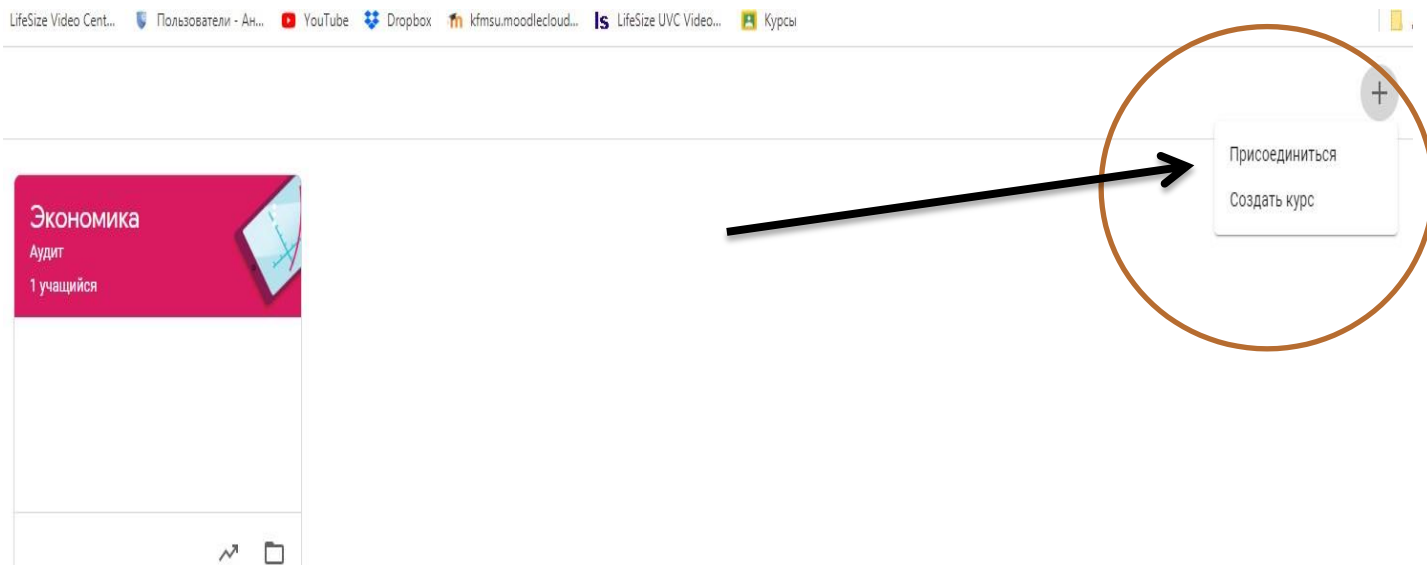 LifeSize Video Cent... Пользователи - Ан... YouTube Dropbox kfmsu.moodlecloud... LifeSize UVC Video... Курсы
Присоединиться
Создать курс
Экономика
Аудит
1 учащийся